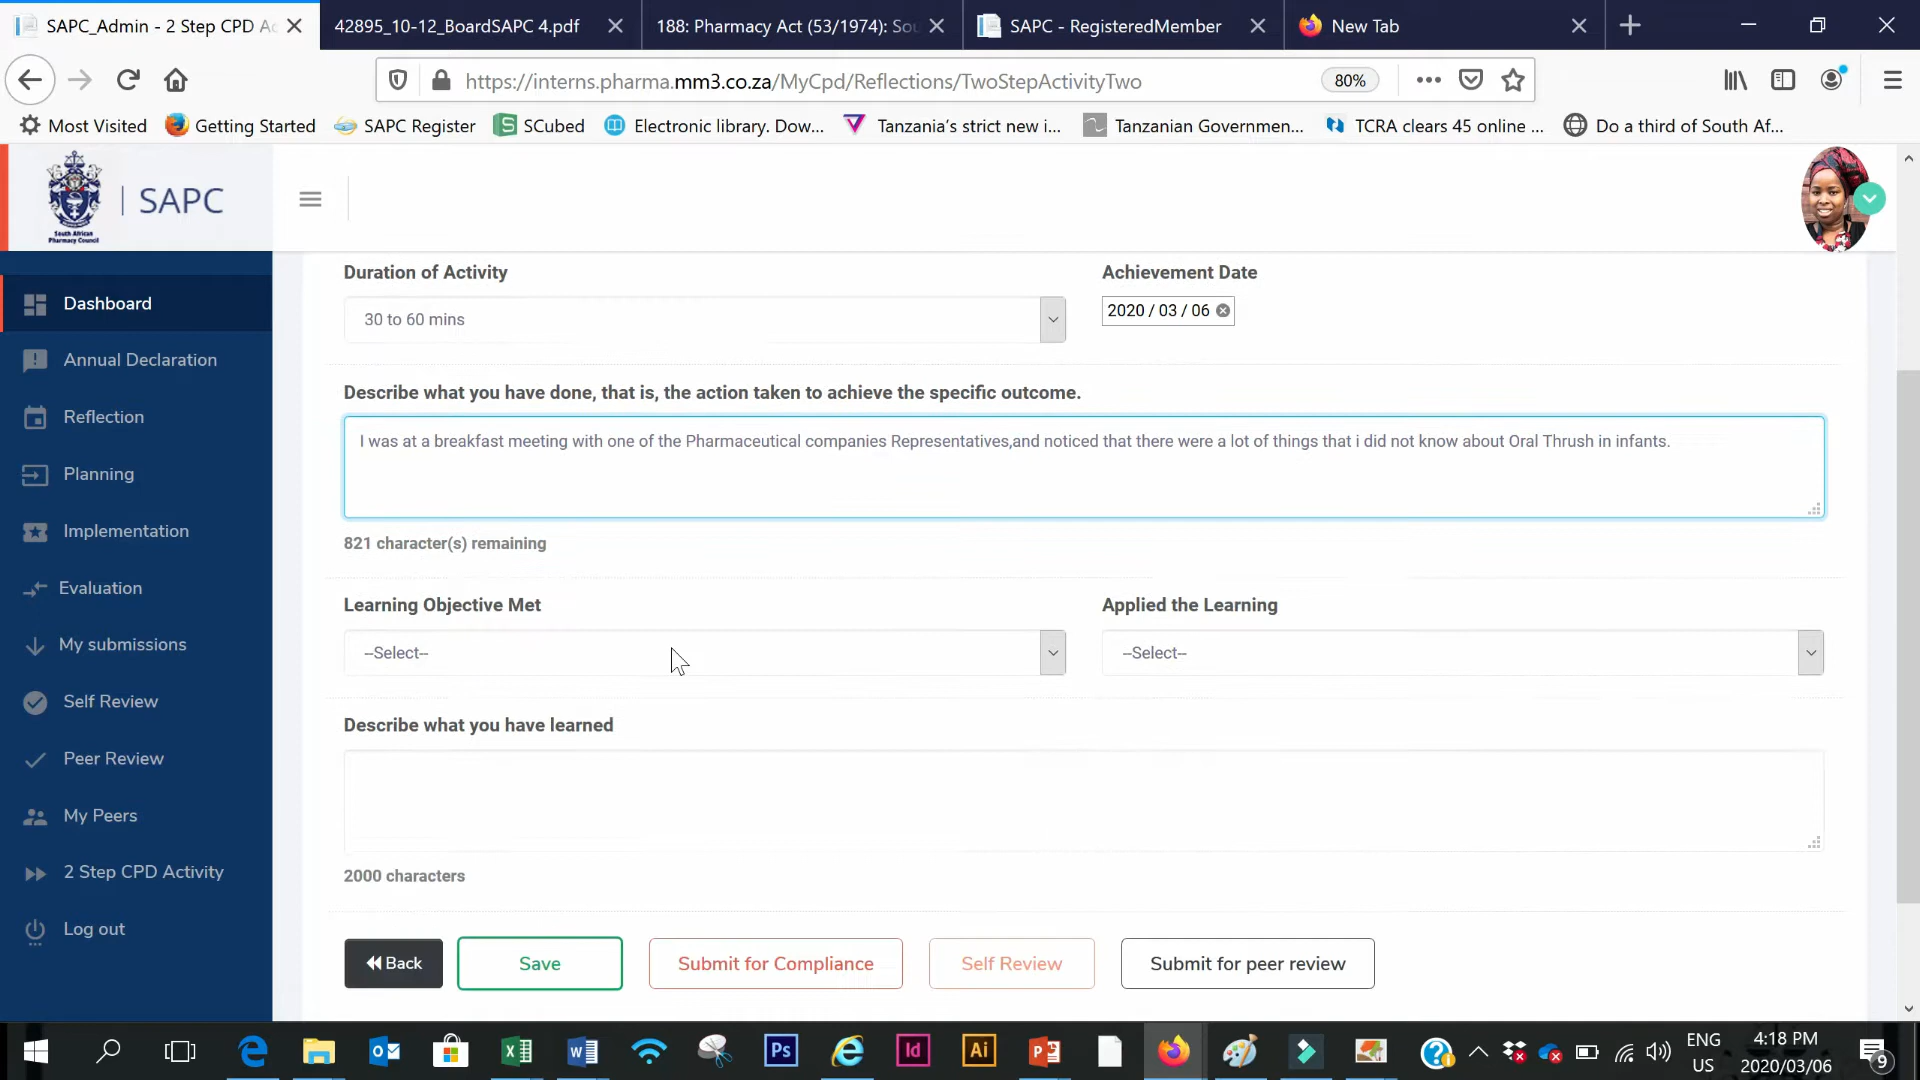 SAPC_Admin - 2 Step CPD Ac
42895_10-12_BoardSAPC 4.pdf
188: Pharmacy Act (53/1974): Sou
SAPC - RegisteredMember
New Tab
https://interns.pharma.mm3.co.za/MyCpd/Reflections/TwoStepActivityTwo
80%
Most Visited
Getting Started
SAPC Register
SCubed
Electronic library. Dow...
Tanzania's strict new i...
Tanzanian Governmen...
TCRA clears 45 online ...
Do a third of South Af...
South African
Pharmacy Council
SAPC
Dashboard
Annual Declaration
Reflection
Planning
Implementation
Evaluation
My submissions
Self Review
Peer Review
My Peers
2 Step CPD Activity
Log out
Duration of Activity
Achievement Date
30 to 60 mins
2020 / 03 / 06
Describe what you have done, that is, the action taken to achieve the specific outcome.
I was at a breakfast meeting with one of the Pharmaceutical companies Representatives,and noticed that there were a lot of things that i did not know about Oral Thrush in infants.
821 character(s) remaining
Learning Objective Met
Applied the Learning
--Select--
--Select--
Describe what you have learned
2000 characters
Back
Save
Submit for Compliance
Self Review
Submit for peer review
Ps
Id
Ai
ENG
US
4:18 PM
2020/03/06
9